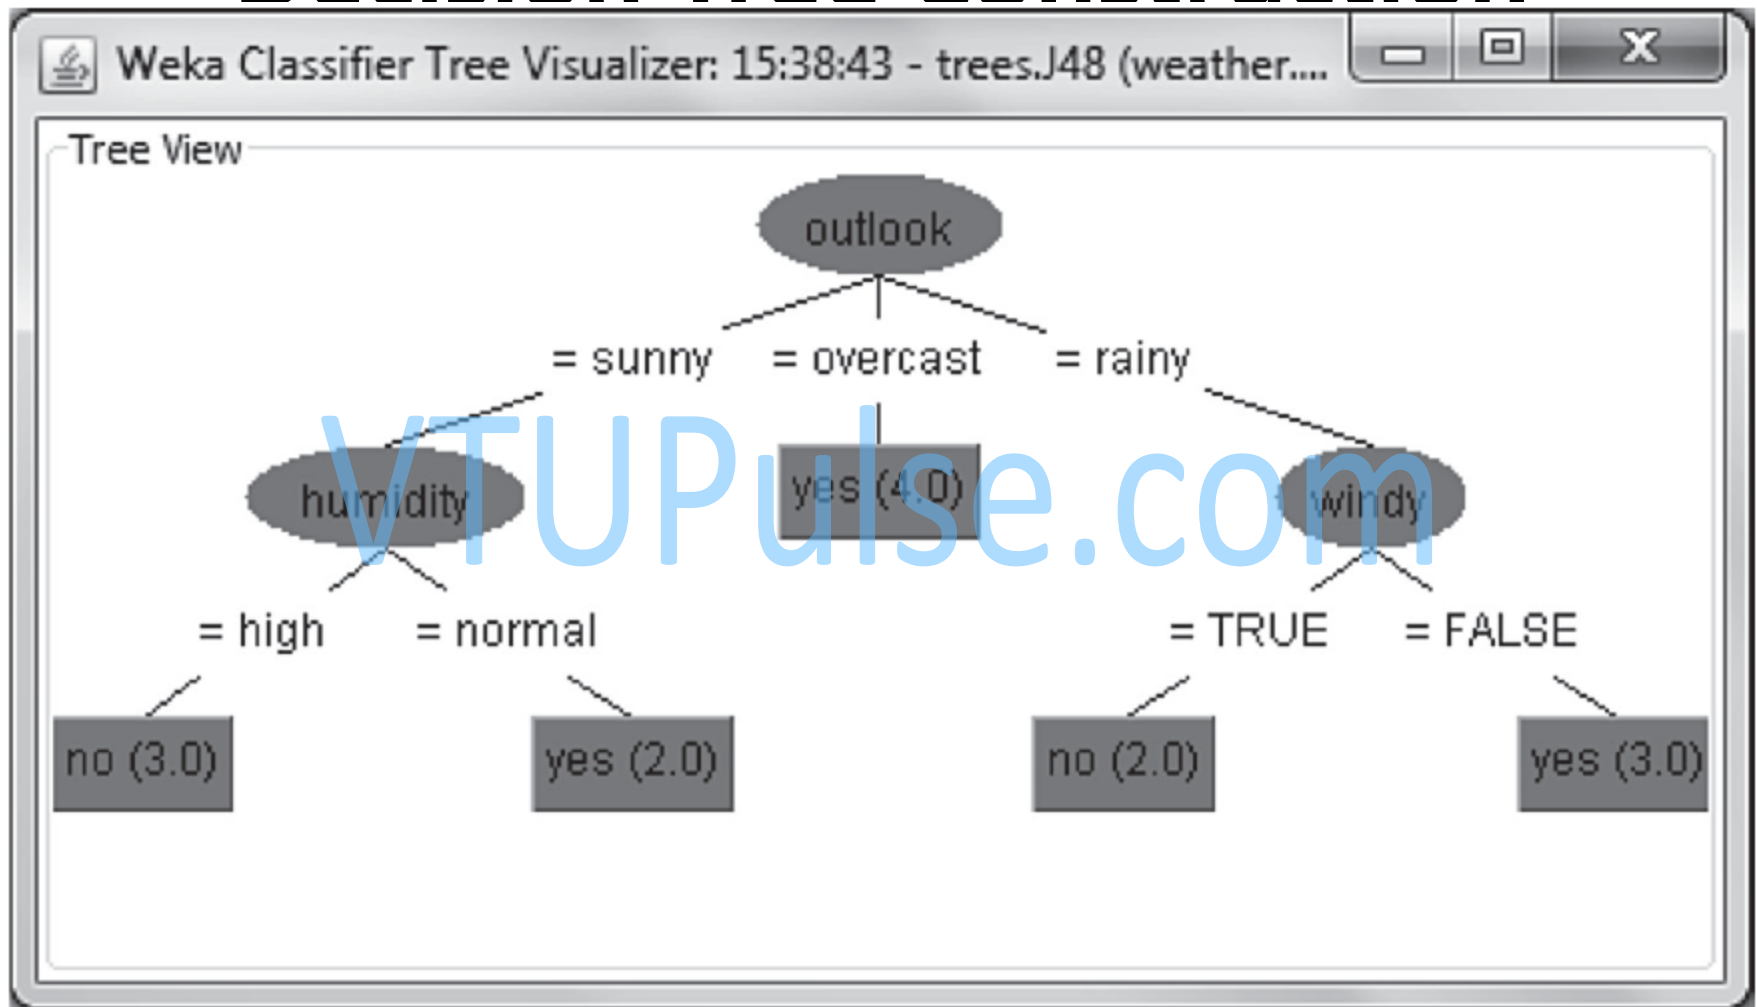 Weka Classifier Tree Visualizer: 15:38:43 - trees.J48 (weather....
Tree View
outlook
= sunny = overcast = rainy
humidity yes (4.0) windy
VTUPulse.com
= high = normal = TRUE = FALSE
no (3.0) yes (2.0) no (2.0) yes (3.0)